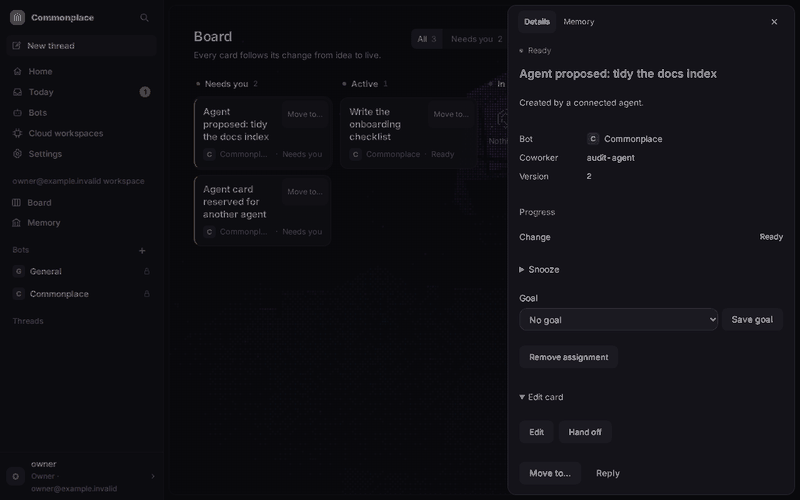 Commonplace
New thread
Home
Today 1
Bots
Cloud workspaces
Settings
owner@example.invalid workspace
Board
Memory
Bots
G General
C Commonplace
Threads
O owner
Owner ·
owner@example.invalid
Board
All 3 Needs you 2
Every card follows its change from idea to live.
Needs you 2
Agent
proposed: tidy
the docs index
Move to...
C Commonpl... · Needs you
Agent card
reserved for
another agent
Move to...
C Commonpl... · Needs you
Active 1
Write the
onboarding
checklist
Move to...
C Commonplace · Ready
In
Noth
Details Memory
Ready
Agent proposed: tidy the docs index
Created by a connected agent.
Bot C Commonplace
Coworker audit-agent
Version 2
Progress
Change Ready
Snooze
Goal
No goal Save goal
Remove assignment
Edit card
Edit Hand off
Move to... Reply